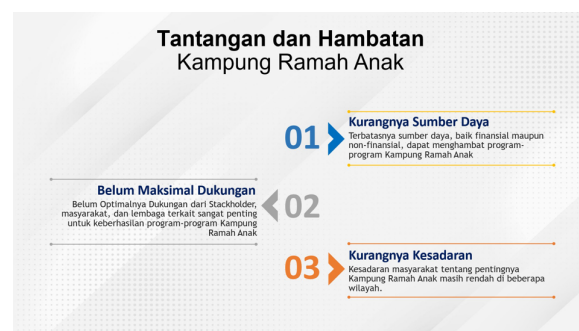 Tantangan dan Hambatan
Kampung Ramah Anak
01
Kurangnya Sumber Daya
Terbatasnya sumber daya, baik finansial maupun
non-finansial, dapat menghambat program-
program Kampung Ramah Anak
Belum Maksimal Dukungan
Belum Optimalnya Dukungan dari Stackholder,
masyarakat, dan lembaga terkait sangat penting
untuk keberhasilan program-program Kampung
Ramah Anak
02
03
Kurangnya Kesadaran
Kesadaran masyarakat tentang pentingnya
Kampung Ramah Anak masih rendah di beberapa
wilayah.